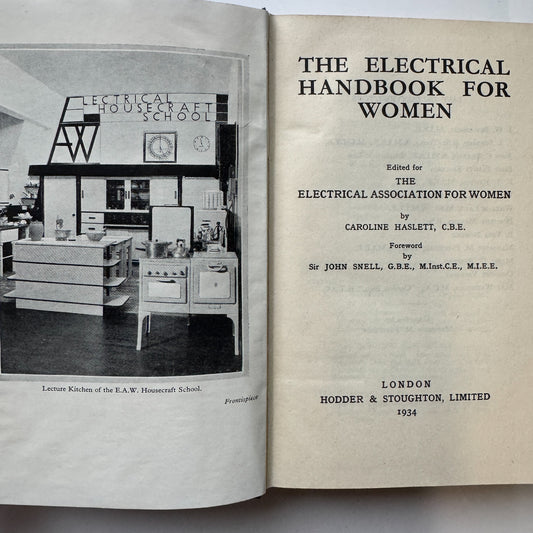 LECTRICAL
HOUSECRAFT
SCHOOL
EAW
Lecture Kitchen of the E.A.W. Housecraft School.
Frontispiece
THE ELECTRICAL
HANDBOOK FOR
WOMEN
Edited for
THE
ELECTRICAL ASSOCIATION FOR WOMEN
by
CAROLINE HASLETT, C.B.E.
Foreword
by
Sir JOHN SNELL, G.B.E., M.Inst.C.E., M.I.E.E.
LONDON
HODDER & STOUGHTON, LIMITED
1934